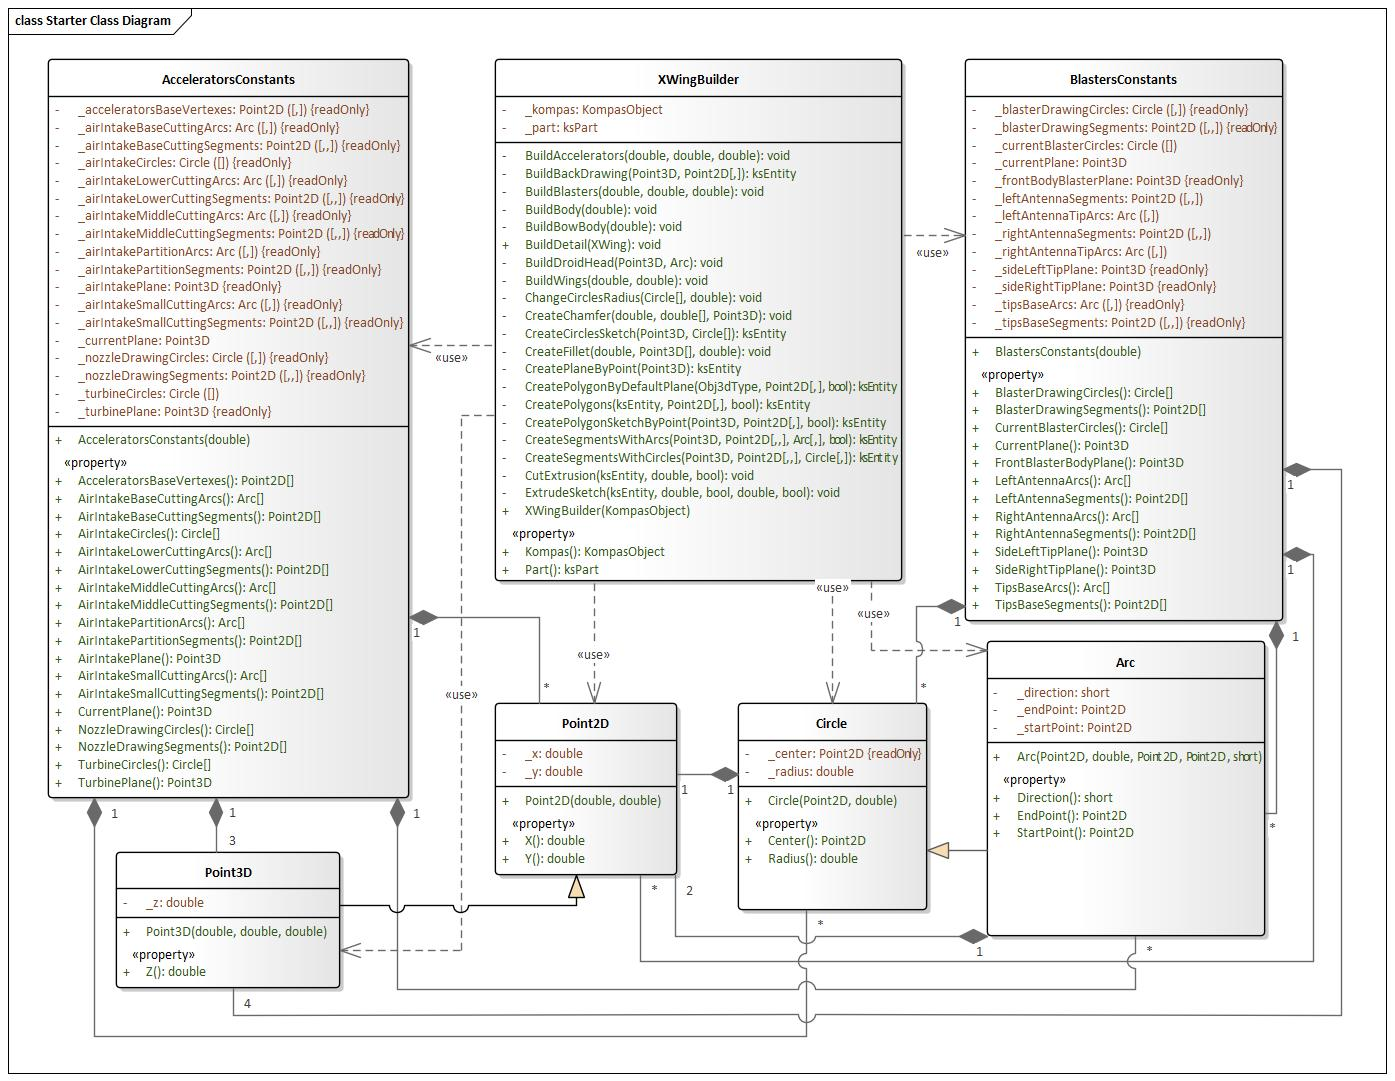 class Starter Class Diagram
AcceleratorsConstants
- _acceleratorsBaseVertexes: Point2D ([,]) {readOnly}
- _airIntakeBaseCuttingArcs: Arc ([,]) {readOnly}
- _airIntakeBaseCuttingSegments: Point2D ([,,]) {readOnly}
- _airIntakeCircles: Circle ([]) {readOnly}
- _airIntakeLowerCuttingArcs: Arc ([,]) {readOnly}
- _airIntakeLowerCuttingSegments: Point2D ([,,]) {readOnly}
- _airIntakeMiddleCuttingArcs: Arc ([,]) {readOnly}
- _airIntakeMiddleCuttingSegments: Point2D ([,,]) {readOnly}
- _airIntakePartitionArcs: Arc ([,]) {readOnly}
- _airIntakePartitionSegments: Point2D ([,,]) {readOnly}
- _airIntakePlane: Point3D {readOnly}
- _airIntakeSmallCuttingArcs: Arc ([,]) {readOnly}
- _airIntakeSmallCuttingSegments: Point2D ([,,]) {readOnly}
- _currentPlane: Point3D
- _nozzleDrawingCircles: Circle ([,]) {readOnly}
- _nozzleDrawingSegments: Point2D ([,,]) {readOnly}
- _turbineCircles: Circle ([])
- _turbinePlane: Point3D {readOnly}
+ AcceleratorsConstants(double)
«property»
+ AcceleratorsBaseVertexes(): Point2D[]
+ AirIntakeBaseCuttingArcs(): Arc[]
+ AirIntakeBaseCuttingSegments(): Point2D[]
+ AirIntakeCircles(): Circle[]
+ AirIntakeLowerCuttingArcs(): Arc[]
+ AirIntakeLowerCuttingSegments(): Point2D[]
+ AirIntakeMiddleCuttingArcs(): Arc[]
+ AirIntakeMiddleCuttingSegments(): Point2D[]
+ AirIntakePartitionArcs(): Arc[]
+ AirIntakePartitionSegments(): Point2D[]
+ AirIntakePlane(): Point3D
+ AirIntakeSmallCuttingArcs(): Arc[]
+ AirIntakeSmallCuttingSegments(): Point2D[]
+ CurrentPlane(): Point3D
+ NozzleDrawingCircles(): Circle[]
+ NozzleDrawingSegments(): Point2D[]
+ TurbineCircles(): Circle[]
+ TurbinePlane(): Point3D
XWingBuilder
- _kompas: KompasObject
- _part: ksPart
- BuildAccelerators(double, double, double): void
- BuildBackDrawing(Point3D, Point2D[,]): ksEntity
- BuildBlasters(double, double, double): void
- BuildBody(double): void
- BuildBowBody(double): void
+ BuildDetail(XWing): void
- BuildDroidHead(Point3D, Arc): void
- BuildWings(double, double): void
- ChangeCirclesRadius(Circle[], double): void
- CreateChamfer(double, double[], Point3D): void
- CreateCirclesSketch(Point3D, Circle[]): ksEntity
- CreateFillet(double, Point3D[], double): void
- CreatePlaneByPoint(Point3D): ksEntity
- CreatePolygonByDefaultPlane(Obj3dType, Point2D[,], bool): ksEntity
- CreatePolygons(ksEntity, Point2D[,], bool): ksEntity
- CreatePolygonSketchByPoint(Point3D, Point2D[,], bool): ksEntity
- CreateSegmentsWithArcs(Point3D, Point2D[,,], Arc[,], bool): ksEntity
- CreateSegmentsWithCircles(Point3D, Point2D[,,], Circle[,]): ksEntity
- CutExtrusion(ksEntity, double, bool): void
- ExtrudeSketch(ksEntity, double, bool, double, bool): void
+ XWingBuilder(KompasObject)
«property»
+ Kompas(): KompasObject
+ Part(): ksPart
BlastersConstants
- _blasterDrawingCircles: Circle ([,]) {readOnly}
- _blasterDrawingSegments: Point2D ([,,]) {readOnly}
- _currentBlasterCircles: Circle ([])
- _currentPlane: Point3D
- _frontBodyBlasterPlane: Point3D {readOnly}
- _leftAntennaSegments: Point2D ([,,])
- _leftAntennaTipArcs: Arc ([,])
- _rightAntennaSegments: Point2D ([,,])
- _rightAntennaTipArcs: Arc ([,])
- _sideLeftTipPlane: Point3D {readOnly}
- _sideRightTipPlane: Point3D {readOnly}
- _tipsBaseArcs: Arc ([,]) {readOnly}
- _tipsBaseSegments: Point2D ([,,]) {readOnly}
+ BlastersConstants(double)
«property»
+ BlasterDrawingCircles(): Circle[]
+ BlasterDrawingSegments(): Point2D[]
+ CurrentBlasterCircles(): Circle[]
+ CurrentPlane(): Point3D
+ FrontBlasterBodyPlane(): Point3D
+ LeftAntennaArcs(): Arc[]
+ LeftAntennaSegments(): Point2D[]
+ RightAntennaArcs(): Arc[]
+ RightAntennaSegments(): Point2D[]
+ SideLeftTipPlane(): Point3D
+ SideRightTipPlane(): Point3D
+ TipsBaseArcs(): Arc[]
+ TipsBaseSegments(): Point2D[]
«use»
«use»
«use»
«use»
«use»
«use»
1
1
1
1
1
*
*
Point2D
- _x: double
- _y: double
+ Point2D(double, double)
«property»
+ X(): double
+ Y(): double
1
1
Circle
- _center: Point2D {readOnly}
- _radius: double
+ Circle(Point2D, double)
«property»
+ Center(): Point2D
+ Radius(): double
Arc
- _direction: short
- _endPoint: Point2D
- _startPoint: Point2D
+ Arc(Point2D, double, Point2D, Point2D, short)
«property»
+ Direction(): short
+ EndPoint(): Point2D
+ StartPoint(): Point2D
*
1
1
1
3
Point3D
- _z: double
+ Point3D(double, double, double)
«property»
+ Z(): double
*
2
*
1
*
4